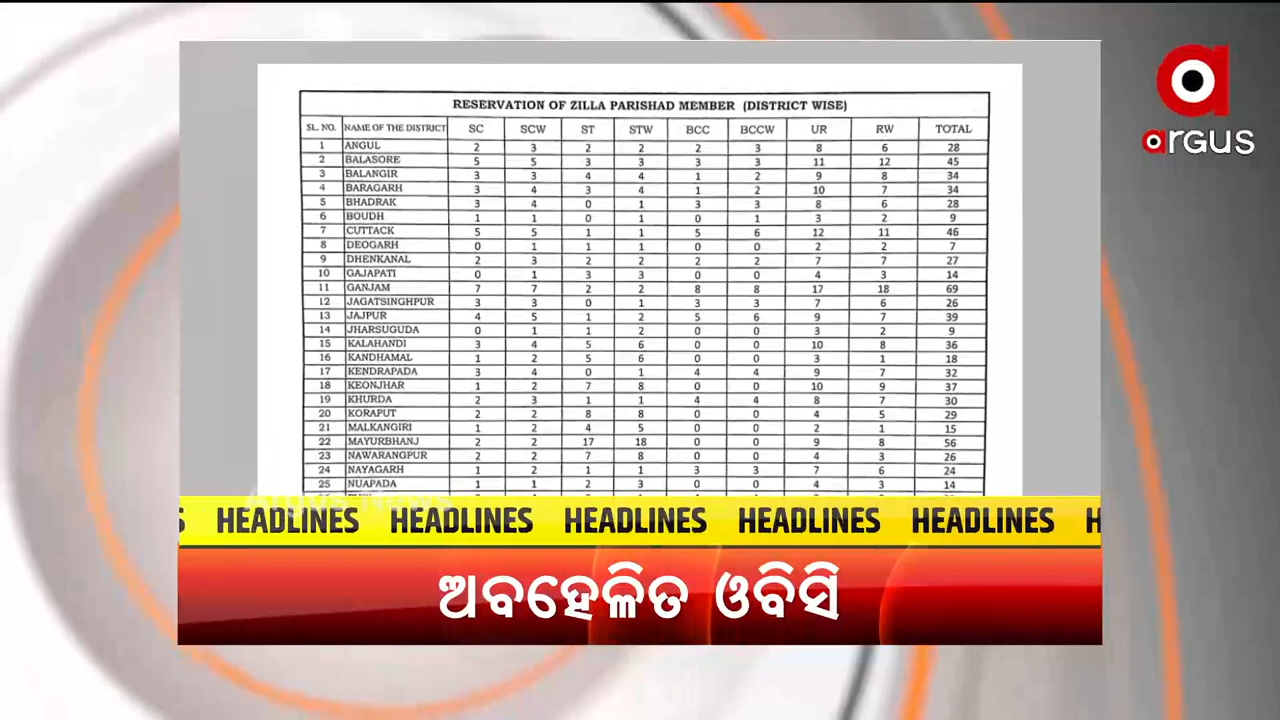 RESERVATION OF ZILLA PARISHAD MEMBER (DISTRICT WISE)
SL. NO. NAME OF THE DISTRICT SC SCW ST STW BCC BCCW UR RW TOTAL
1 ANGUL 2 3 2 2 2 3 8 6 28
2 BALASORE 5 5 3 3 3 3 11 12 45
3 BALANGIR 3 3 4 4 1 2 9 8 34
4 BARAGARH 3 4 3 4 1 2 10 7 34
5 BHADRAK 3 4 0 1 3 3 8 6 28
6 BOUDH 1 1 0 1 0 1 3 2 9
7 CUTTACK 5 5 1 1 5 6 12 11 46
8 DEOGARH 0 1 1 1 0 0 2 2 7
9 DHENKANAL 2 3 2 2 2 2 7 7 27
10 GAJAPATI 0 1 3 3 0 0 4 3 14
11 GANJAM 7 7 2 2 8 8 17 18 69
12 JAGATSINGHPUR 3 3 0 1 3 3 7 6 26
13 JAJPUR 4 5 1 2 5 6 9 7 39
14 JHARSUGUDA 0 1 1 2 0 0 3 2 9
15 KALAHANDI 3 4 5 6 0 0 10 8 36
16 KANDHAMAL 1 2 5 6 0 0 3 1 18
17 KENDRAPADA 3 4 0 1 4 4 9 7 32
18 KEONJHAR 1 2 7 8 0 0 10 9 37
19 KHURDA 2 3 1 1 4 4 8 7 30
20 KORAPUT 2 2 8 8 0 0 4 5 29
21 MALKANGIRI 1 2 4 5 0 0 2 1 15
22 MAYURBHANJ 2 2 17 18 0 0 9 8 56
23 NAWARANGPUR 2 2 7 8 0 0 4 3 26
24 NAYAGARH 1 2 1 1 3 3 7 6 24
25 NUAPADA 1 1 2 3 0 0 4 3 14
argus
Argus News
HEADLINES HEADLINES HEADLINES HEADLINES HEADLINES
ଅବହେଳିତ ଓବିସି